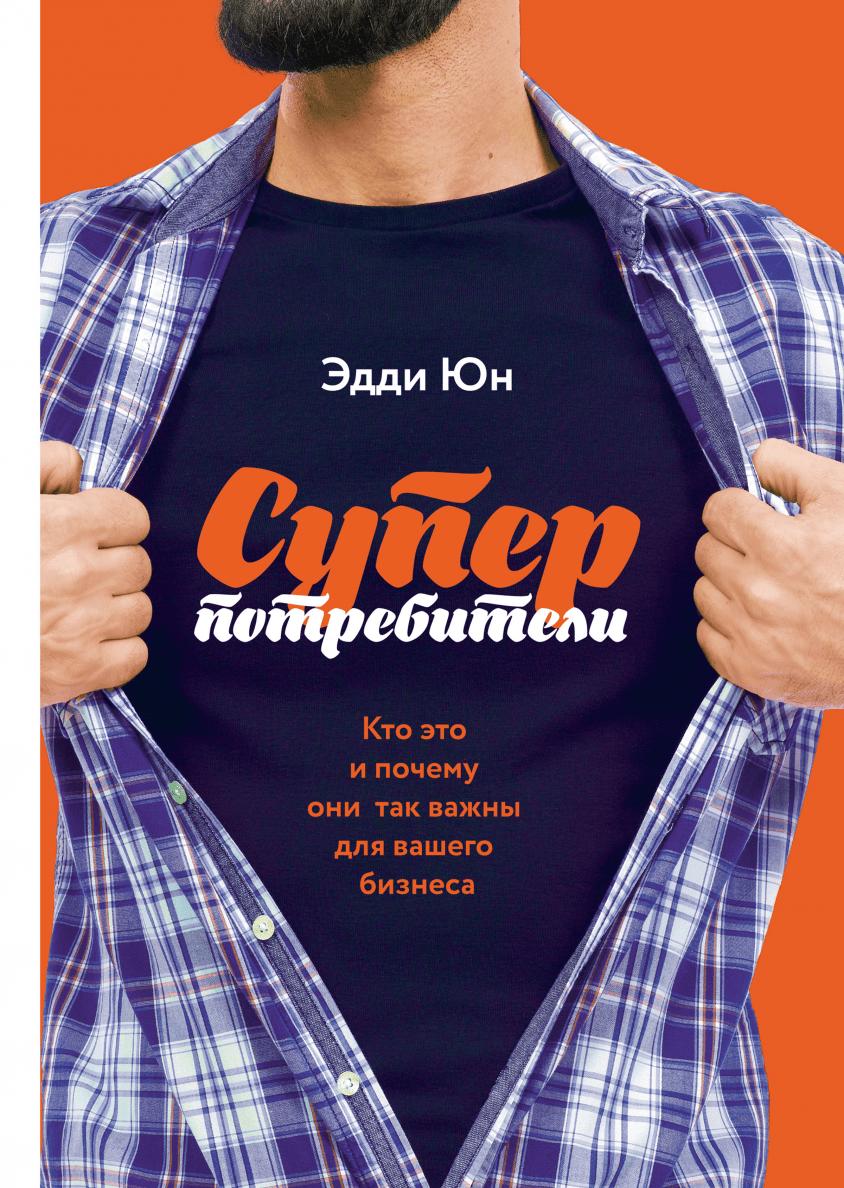 Эдди Юн
Супер
потребители
Кто это
и почему
они так важны
для вашего
бизнеса